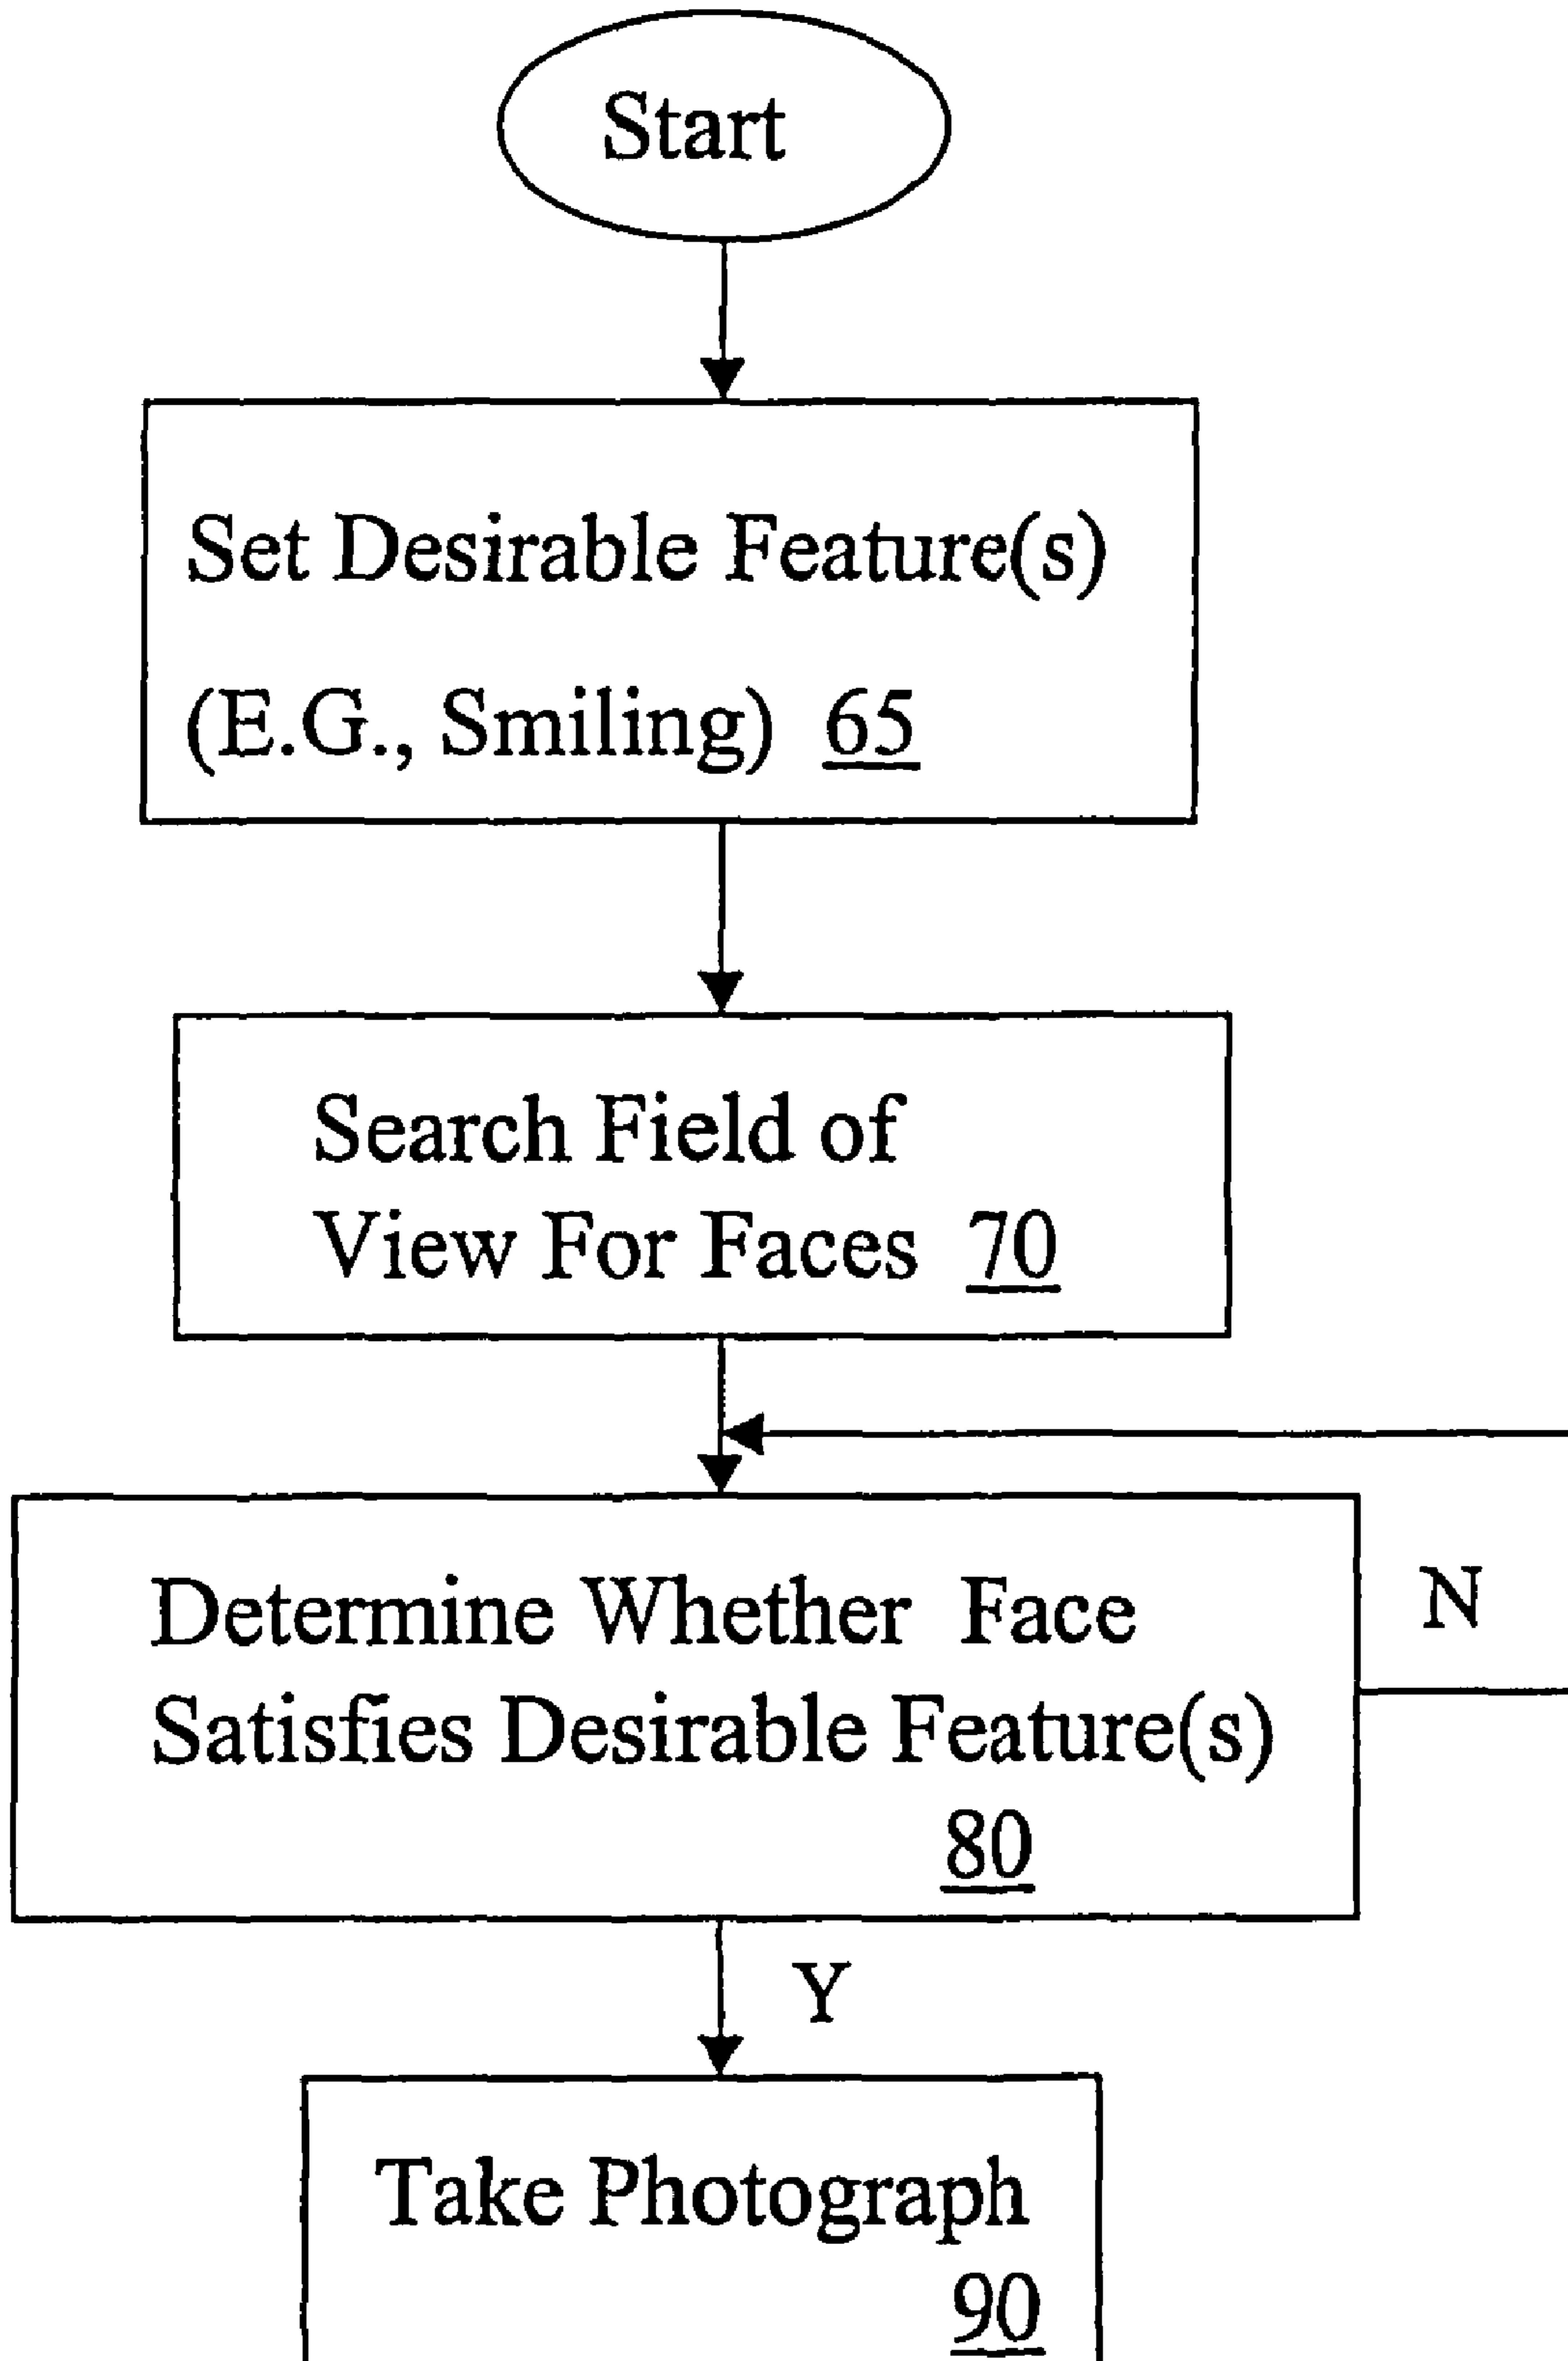 Start
Set Desirable Feature(s)
(E.G., Smiling) 65
Search Field of
View For Faces 70
Determine Whether Face
Satisfies Desirable Feature(s)
80
N
Y
Take Photograph
90